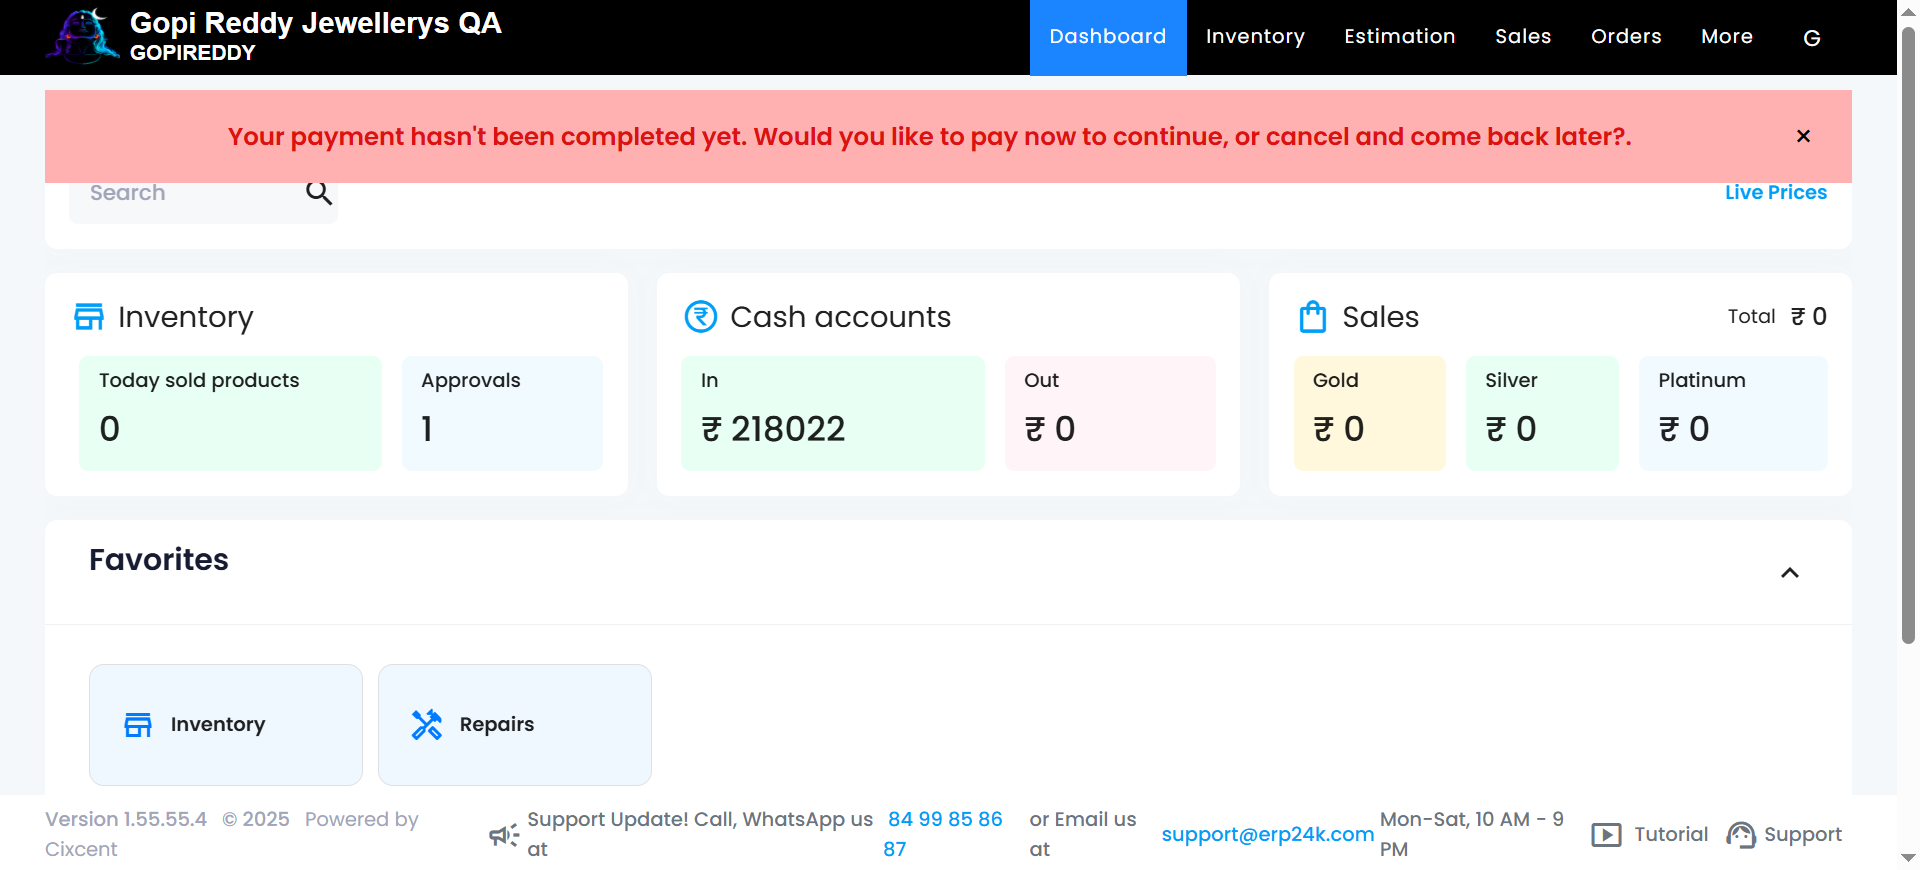 Gopi Reddy Jewellerys QA
GOPIREDDY
Dashboard Inventory Estimation Sales Orders More G
Your payment hasn't been completed yet. Would you like to pay now to continue, or cancel and come back later?. ×
Search
Live Prices
Inventory
Today sold products
0
Approvals
1
Cash accounts
In
₹ 218022
Out
₹ 0
Sales
Total ₹ 0
Gold
₹ 0
Silver
₹ 0
Platinum
₹ 0
Favorites
Inventory
Repairs
Version 1.55.55.4 © 2025 Powered by
Cixcent
Support Update! Call, WhatsApp us
at
84 99 85 86
87
or Email us
at
support@erp24k.com
Mon-Sat, 10 AM - 9
PM
Tutorial
Support